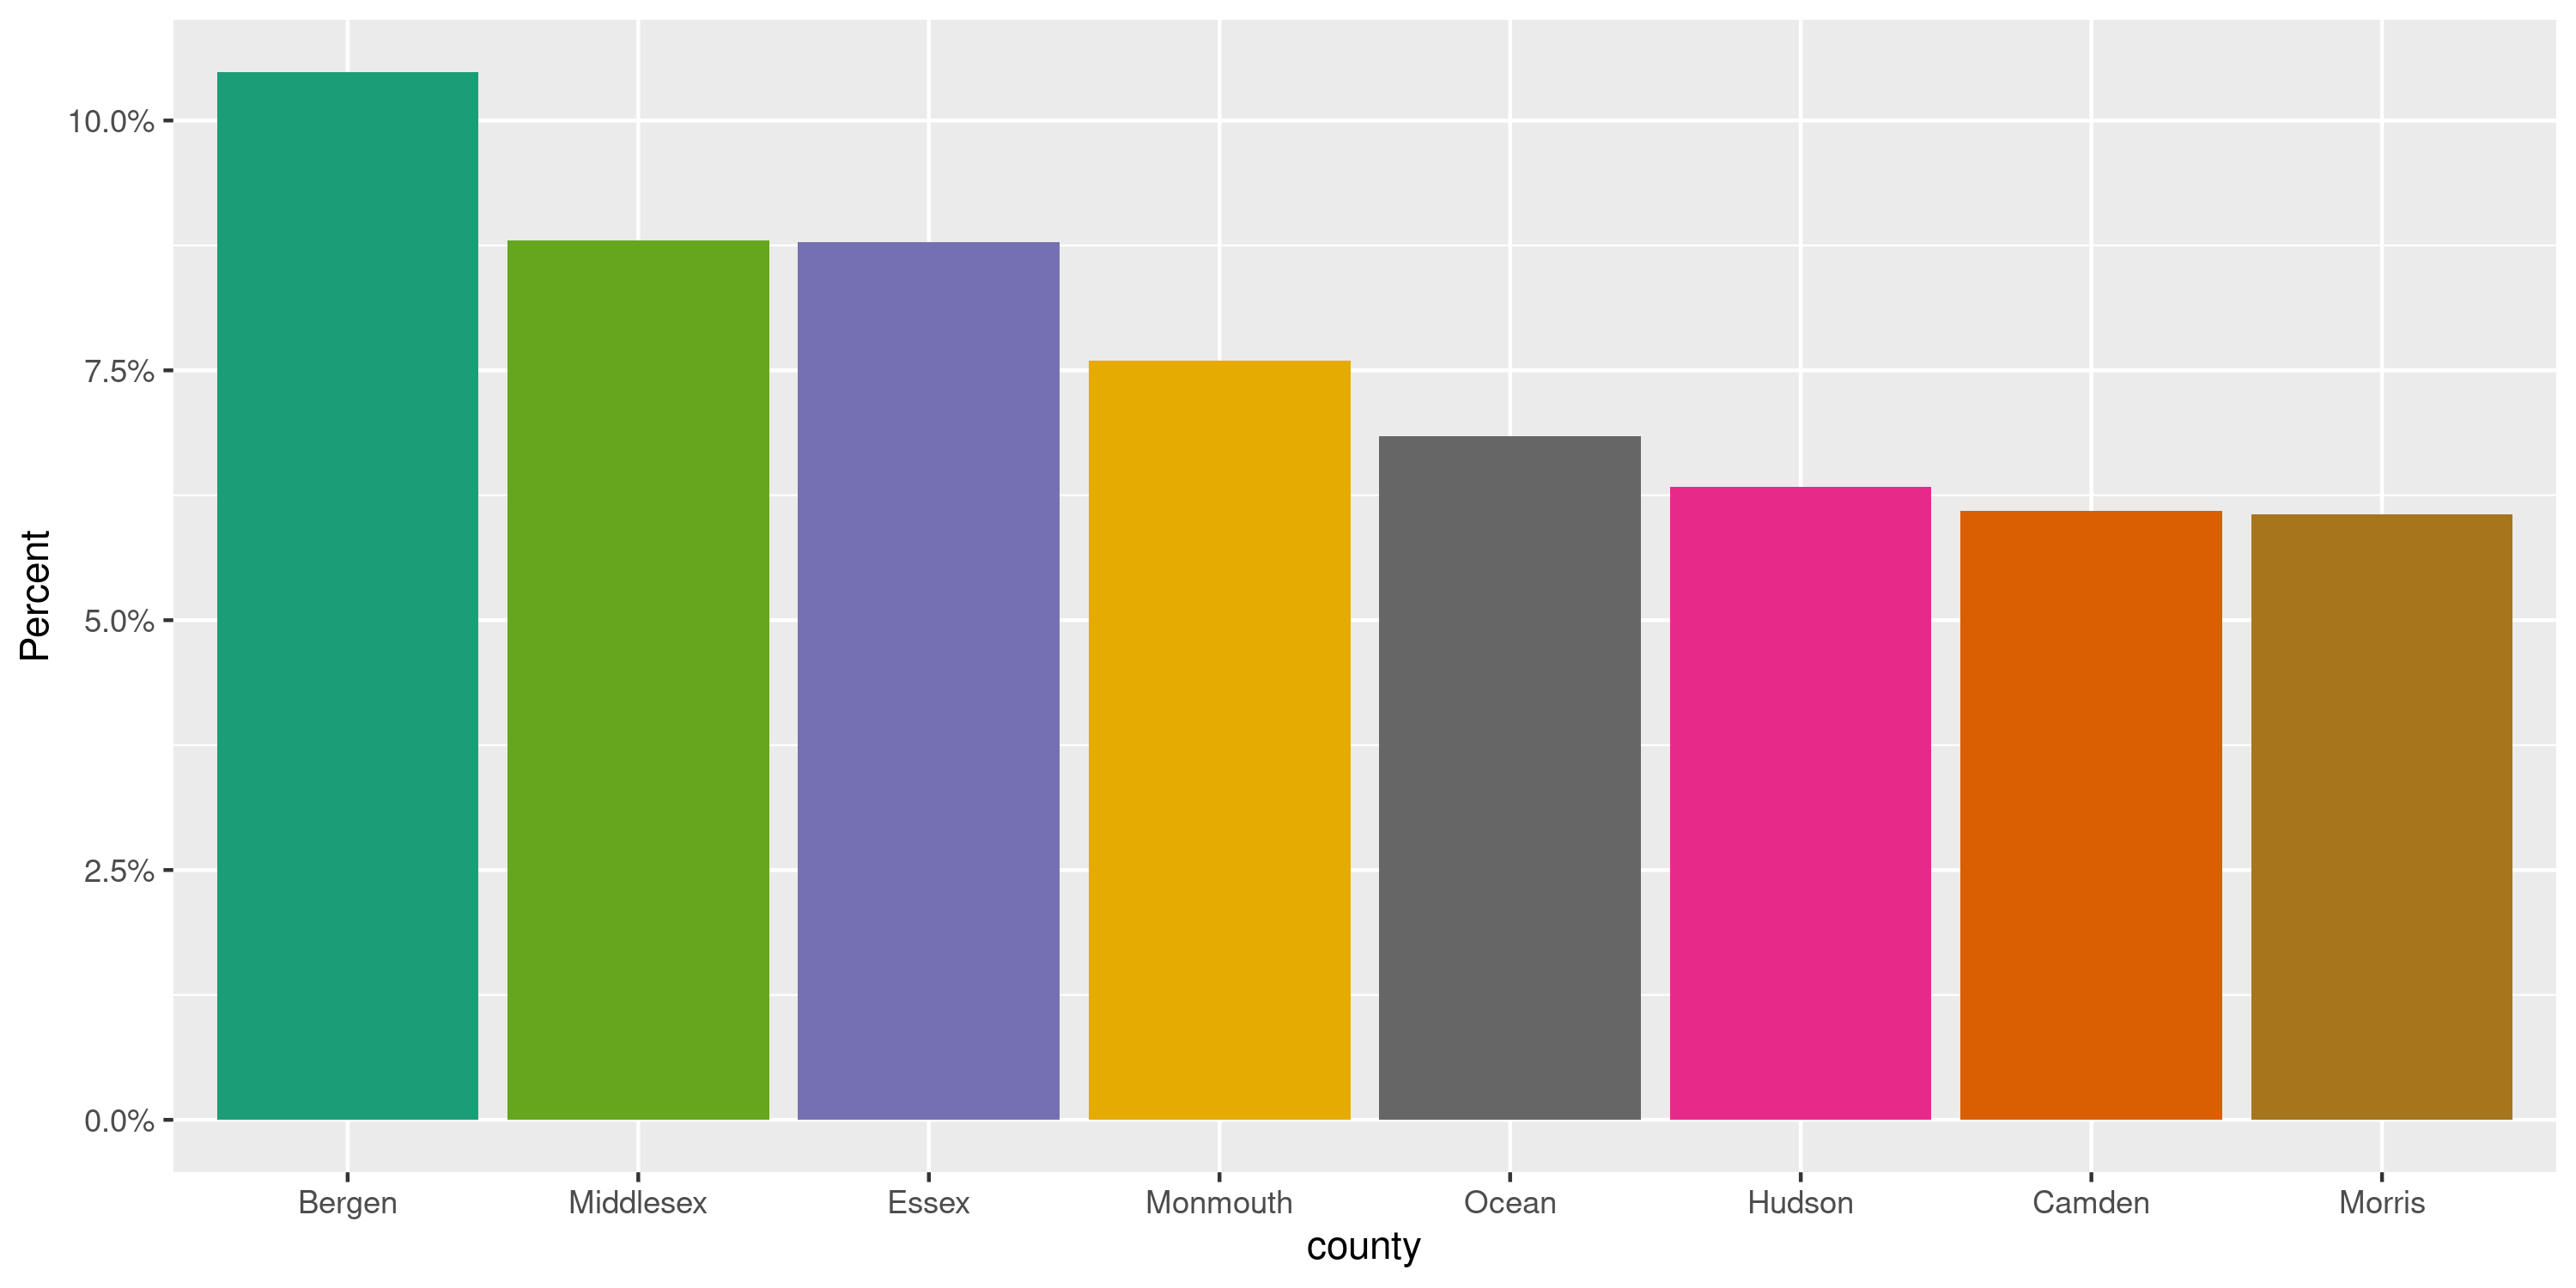 Percent
10.0%
7.5%
5.0%
2.5%
0.0%
Bergen Middlesex Essex Monmouth Ocean Hudson Camden Morris
county